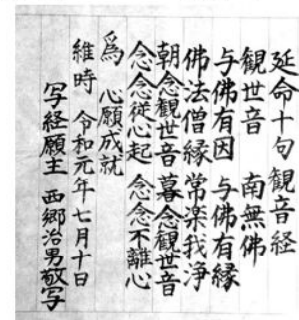 延命十句観音経
観世音 南無佛
与佛有因 与佛有縁
佛法僧縁 常楽我浄
朝念観世音 暮念観世音
念念従心起 念念不離心
為 心願成就
維時 令和元年七月十日
写経願主 西郷治男敬写